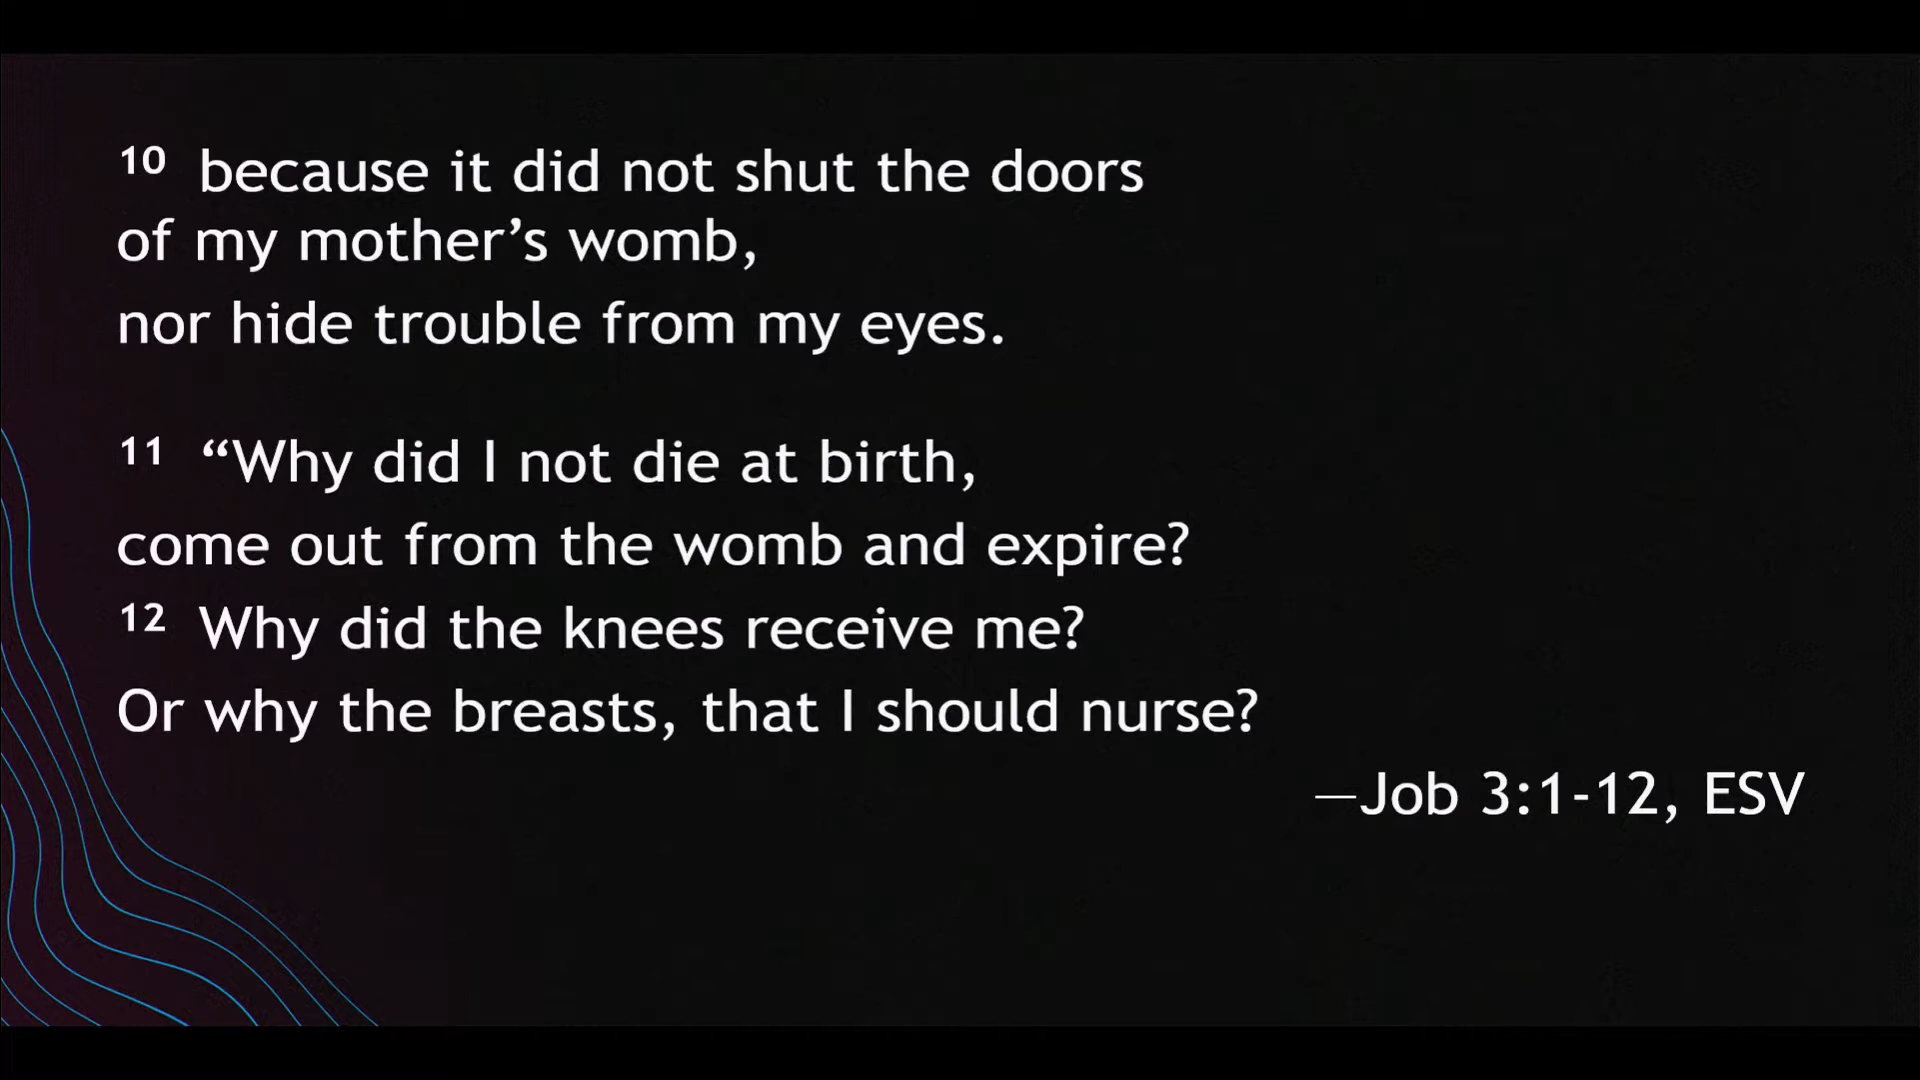 10 because it did not shut the doors
of my mother’s womb,
nor hide trouble from my eyes.
11 “Why did I not die at birth,
come out from the womb and expire?
12 Why did the knees receive me?
Or why the breasts, that I should nurse?
—Job 3:1-12, ESV